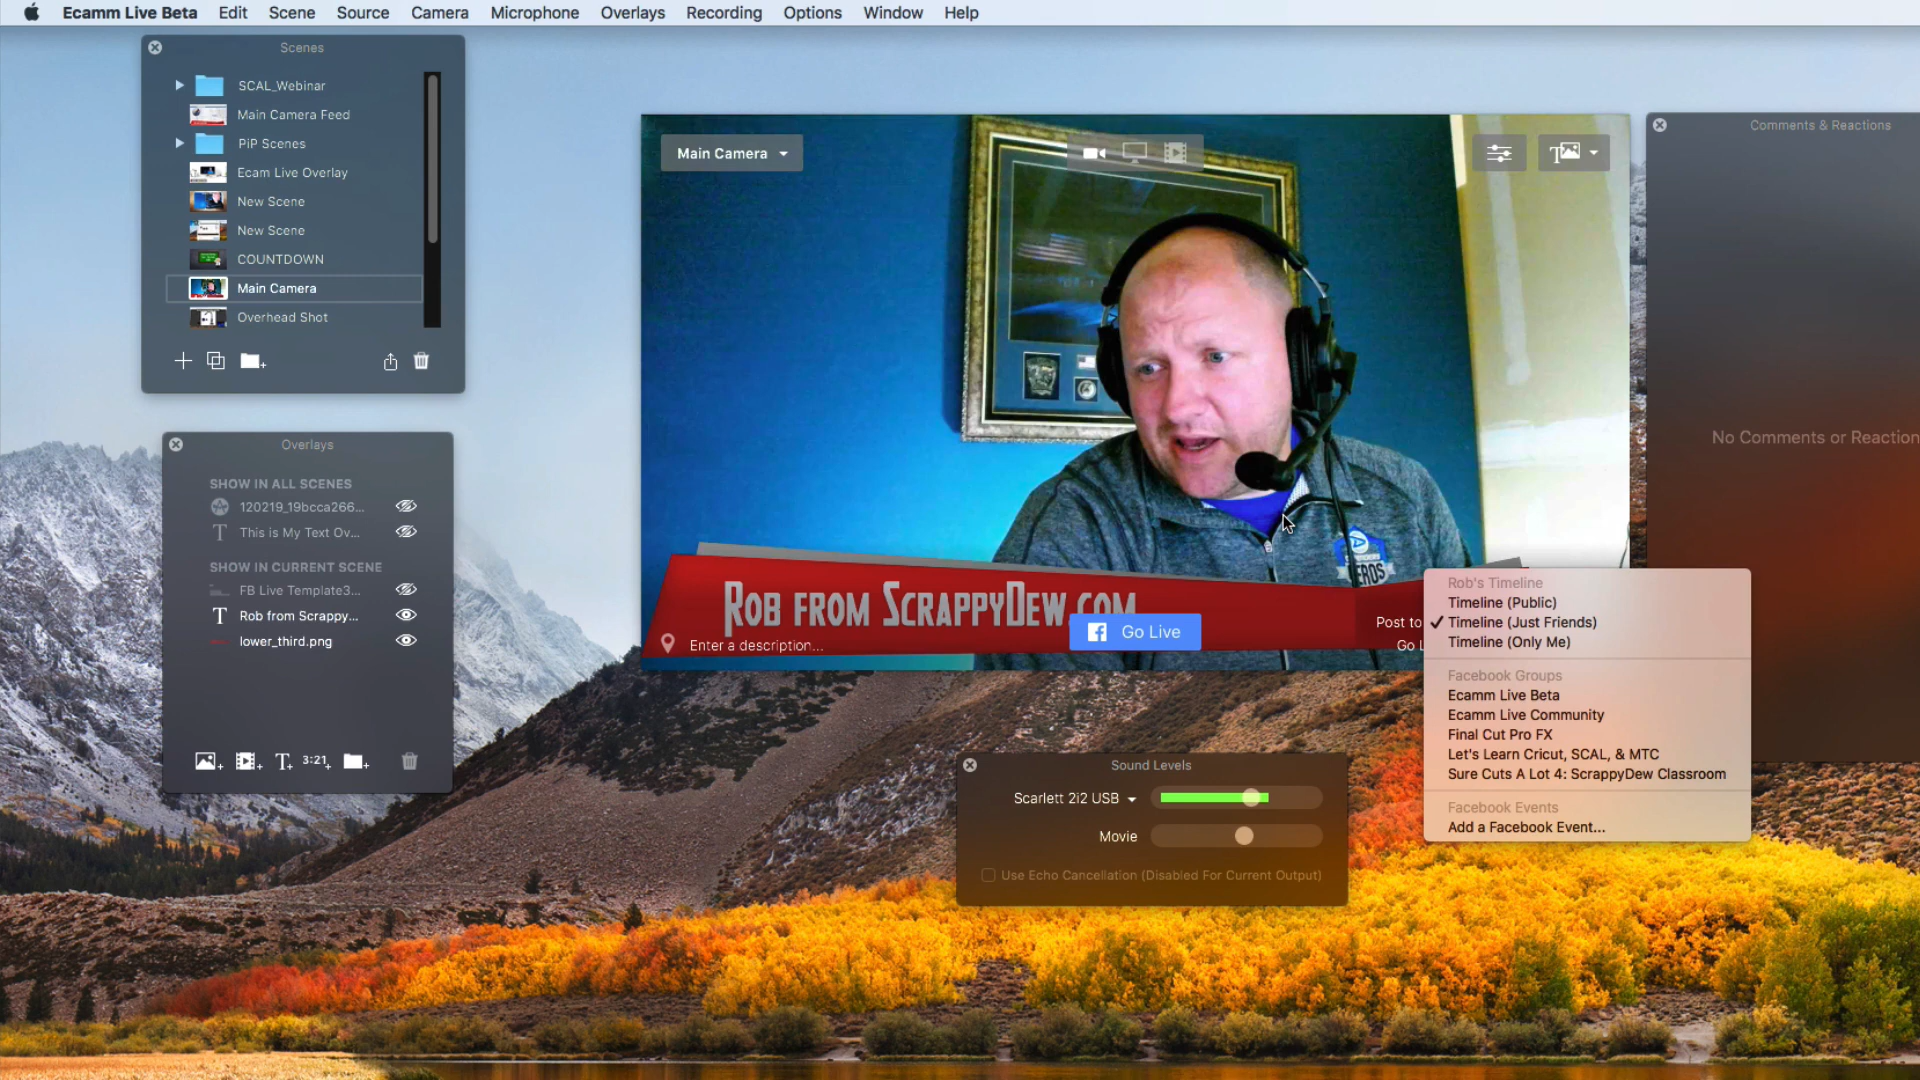 Ecamm Live Beta Edit Scene Source Camera Microphone Overlays Recording Options Window Help
Scenes
SCAL_Webinar
Main Camera Feed
PiP Scenes
Ecam Live Overlay
New Scene
New Scene
COUNTDOWN
Main Camera
Overhead Shot
Overlays
SHOW IN ALL SCENES
120219_19bcca266...
This is My Text Ov...
SHOW IN CURRENT SCENE
FB Live Template3...
Rob from Scrappy...
lower_third.png
3:21
Main Camera
Rob from ScrappyDew.com
Enter a description...
Go Live
Post to
Go L
HEROS
Comments & Reactions
No Comments or Reaction
Rob's Timeline
Timeline (Public)
Timeline (Just Friends)
Timeline (Only Me)
Facebook Groups
Ecamm Live Beta
Ecamm Live Community
Final Cut Pro FX
Let's Learn Cricut, SCAL, & MTC
Sure Cuts A Lot 4: ScrappyDew Classroom
Facebook Events
Add a Facebook Event...
Sound Levels
Scarlett 2i2 USB
Movie
Use Echo Cancellation (Disabled For Current Output)